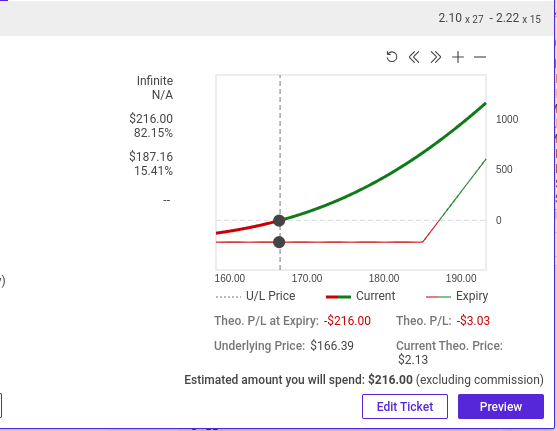 2.10 x 27 - 2.22 x 15
Infinite
N/A
$216.00
82.15%
$187.16
15.41%
--
1000
500
0
160.00 170.00 180.00 190.00
U/L Price Current Expiry
)
Theo. P/L at Expiry: -$216.00 Theo. P/L: -$3.03
Underlying Price: $166.39 Current Theo. Price:
$2.13
Estimated amount you will spend: $216.00 (excluding commission)
Edit Ticket Preview